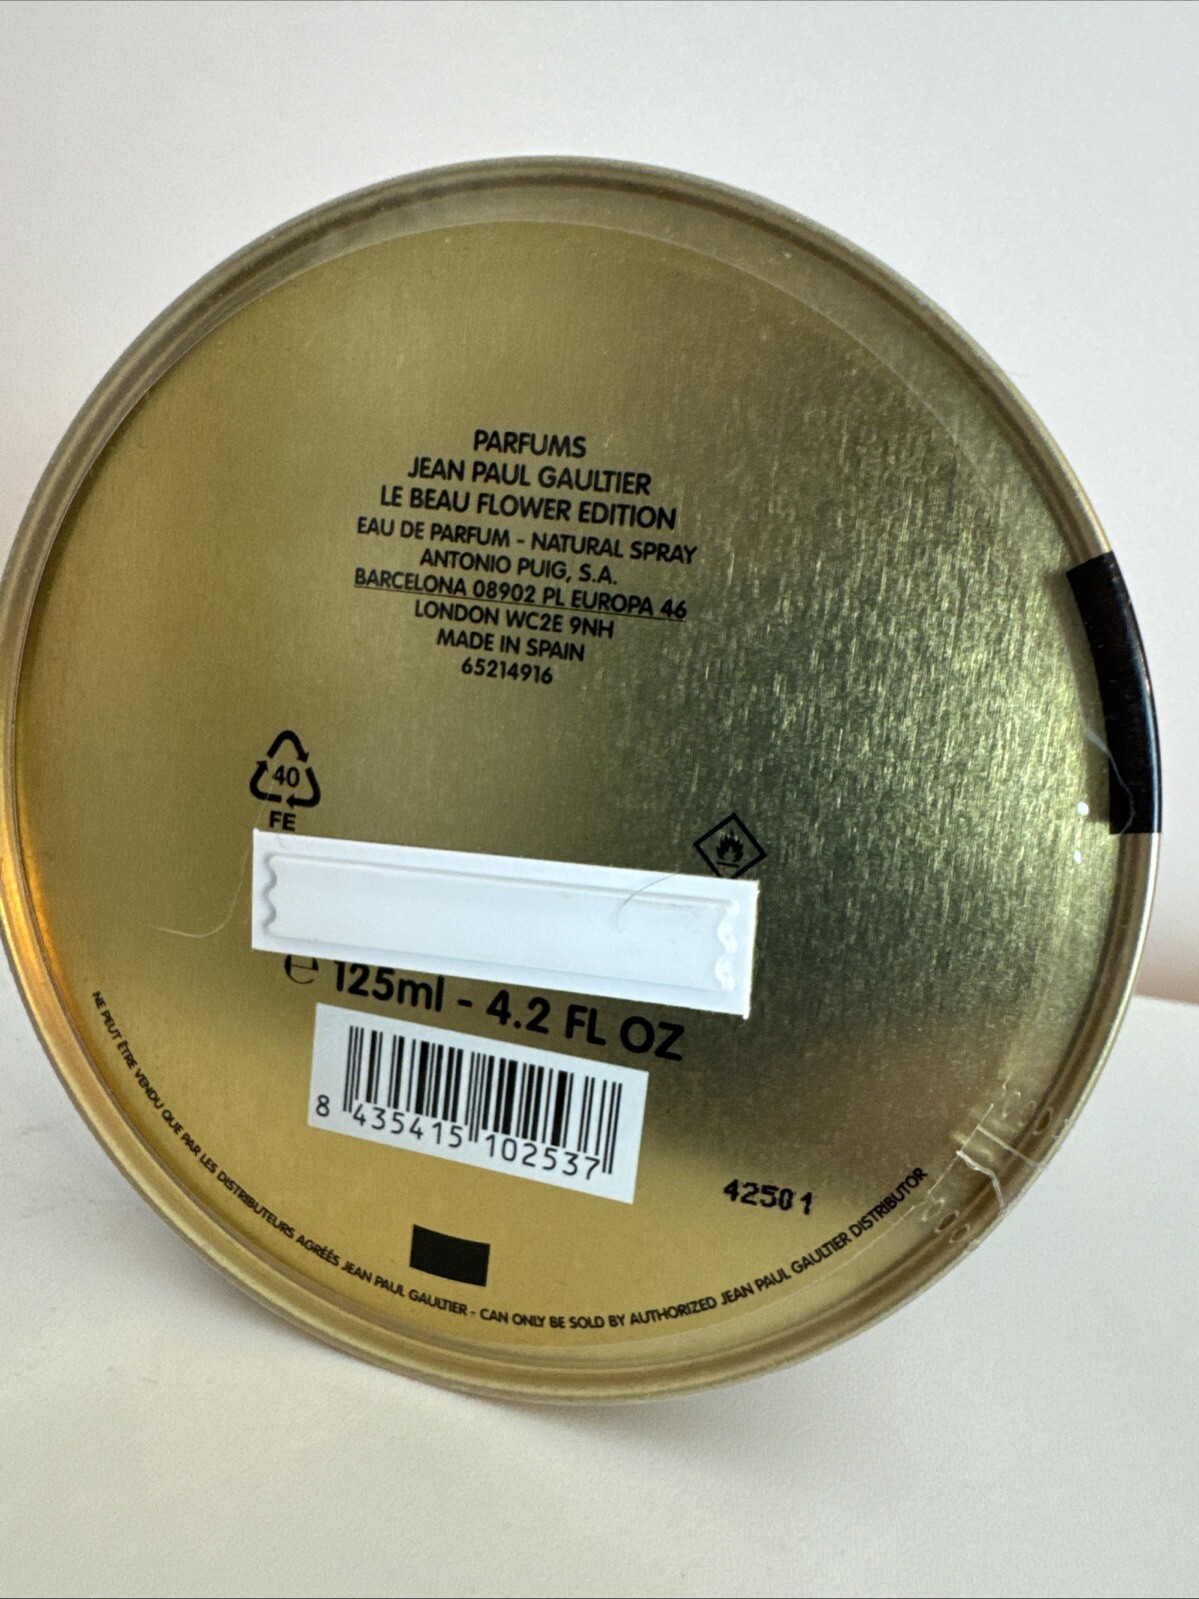 PARFUMS
JEAN PAUL GAULTIER
LE BEAU FLOWER EDITION
EAU DE PARFUM - NATURAL SPRAY
ANTONIO PUIG, S.A.
BARCELONA 08902 PL EUROPA 46
LONDON WC2E 9NH
MADE IN SPAIN
65214916
40
FE
e 125ml - 4.2 FL OZ
8 435415 102537
42501
NE PEUT ÊTRE VENDU QUE PAR LES DISTRIBUTEURS AGRÉÉS JEAN PAUL GAULTIER - CAN ONLY BE SOLD BY AUTHORIZED JEAN PAUL GAULTIER DISTRIBUTOR